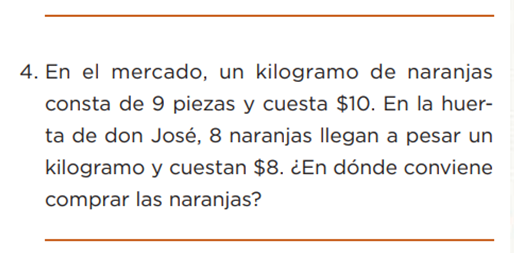 4. En el mercado, un kilogramo de naranjas
consta de 9 piezas y cuesta $10. En la huer-
ta de don José, 8 naranjas llegan a pesar un
kilogramo y cuestan $8. ¿En dónde conviene
comprar las naranjas?